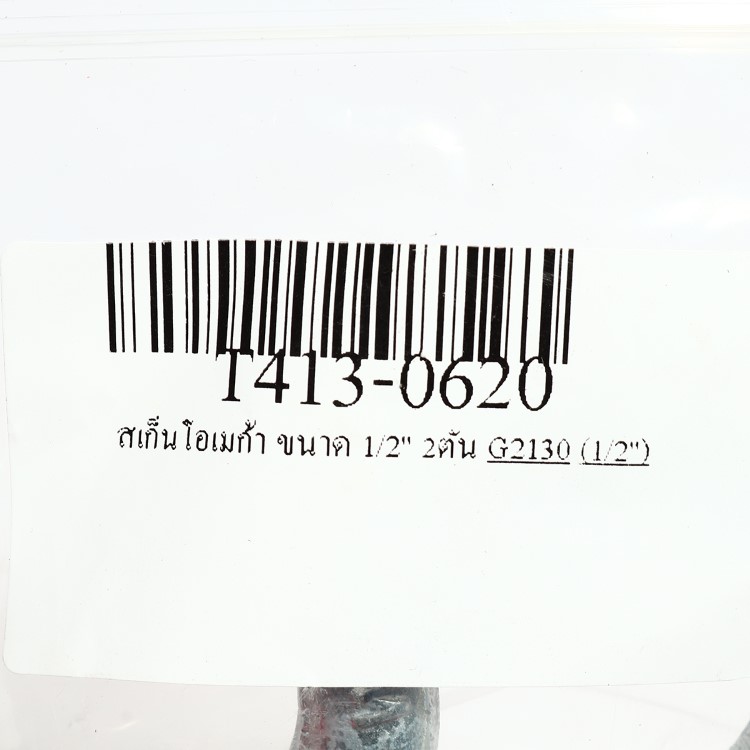 T413-0620
สเก็นโอเมก้า ขนาด 1/2" 2ตัน G2130 (1/2")